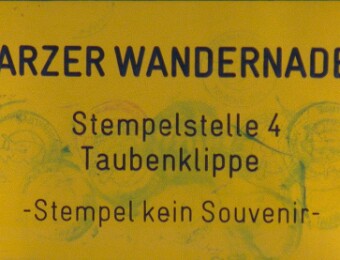 ARZER WANDERNADE
Stempelstelle 4
Taubenklippe
-Stempel kein Souvenir-